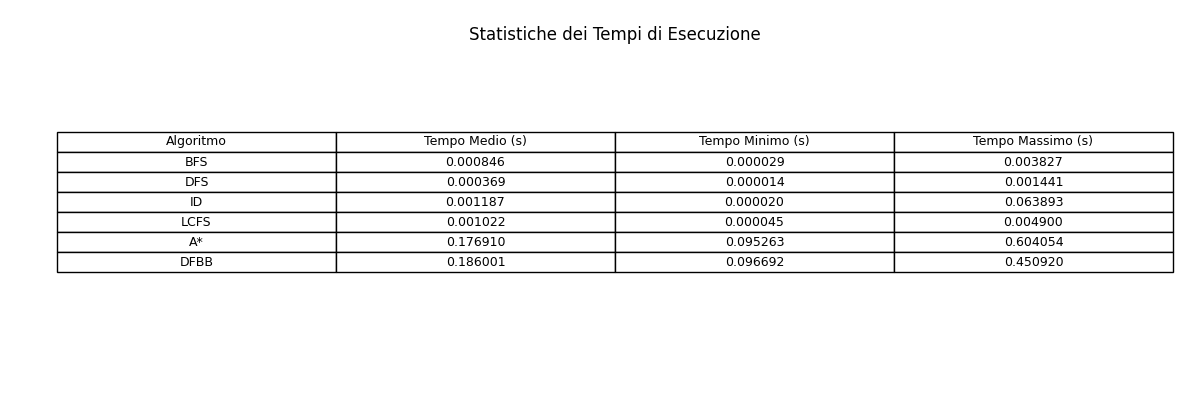 Statistiche dei Tempi di Esecuzione
Algoritmo Tempo Medio (s) Tempo Minimo (s) Tempo Massimo (s)
BFS 0.000846 0.000029 0.003827
DFS 0.000369 0.000014 0.001441
ID 0.001187 0.000020 0.063893
LCFS 0.001022 0.000045 0.004900
A* 0.176910 0.095263 0.604054
DFBB 0.186001 0.096692 0.450920